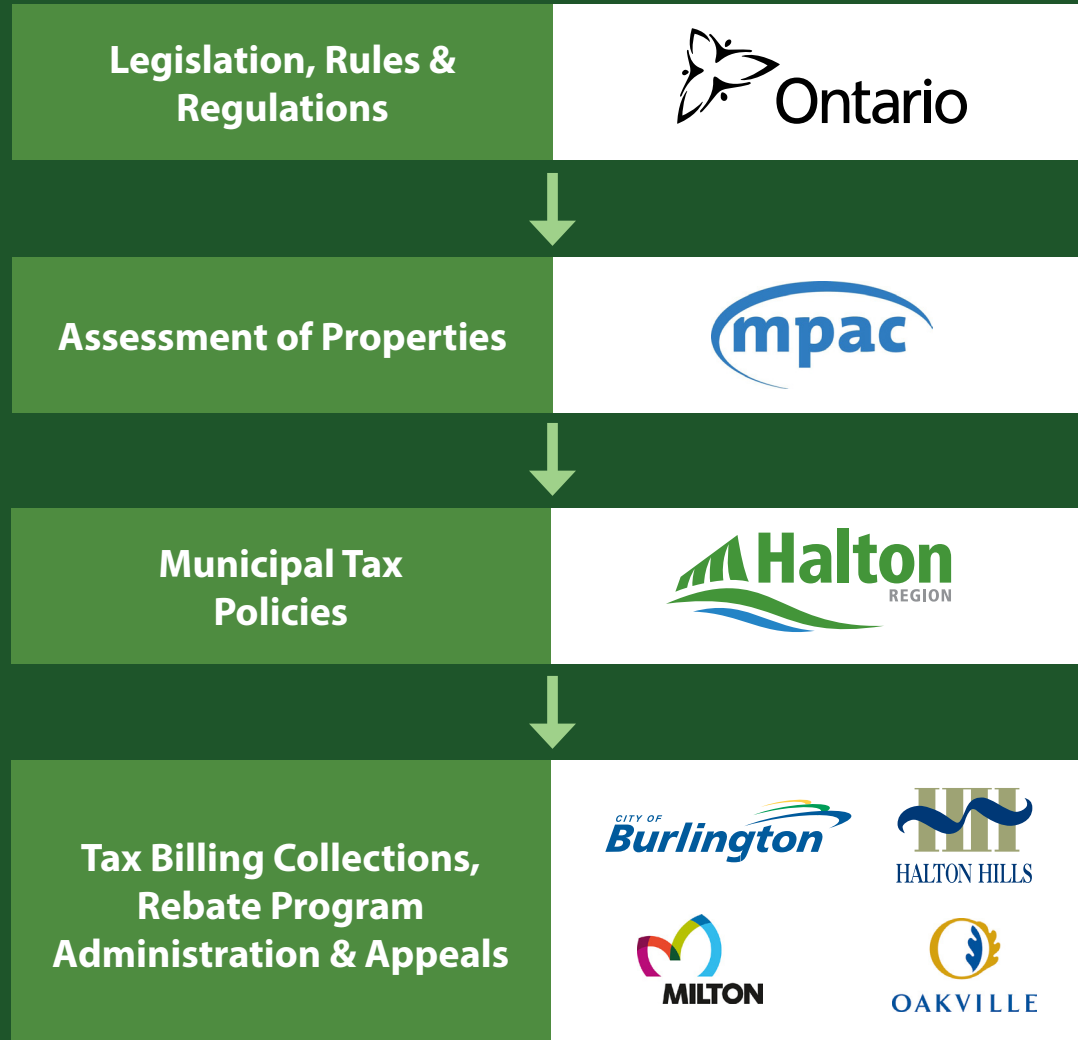 Legislation, Rules &
Regulations
Ontario
Assessment of Properties
mpac
Municipal Tax
Policies
Halton
REGION
Tax Billing Collections,
Rebate Program
Administration & Appeals
CITY OF
Burlington
HALTON HILLS
MILTON
OAKVILLE